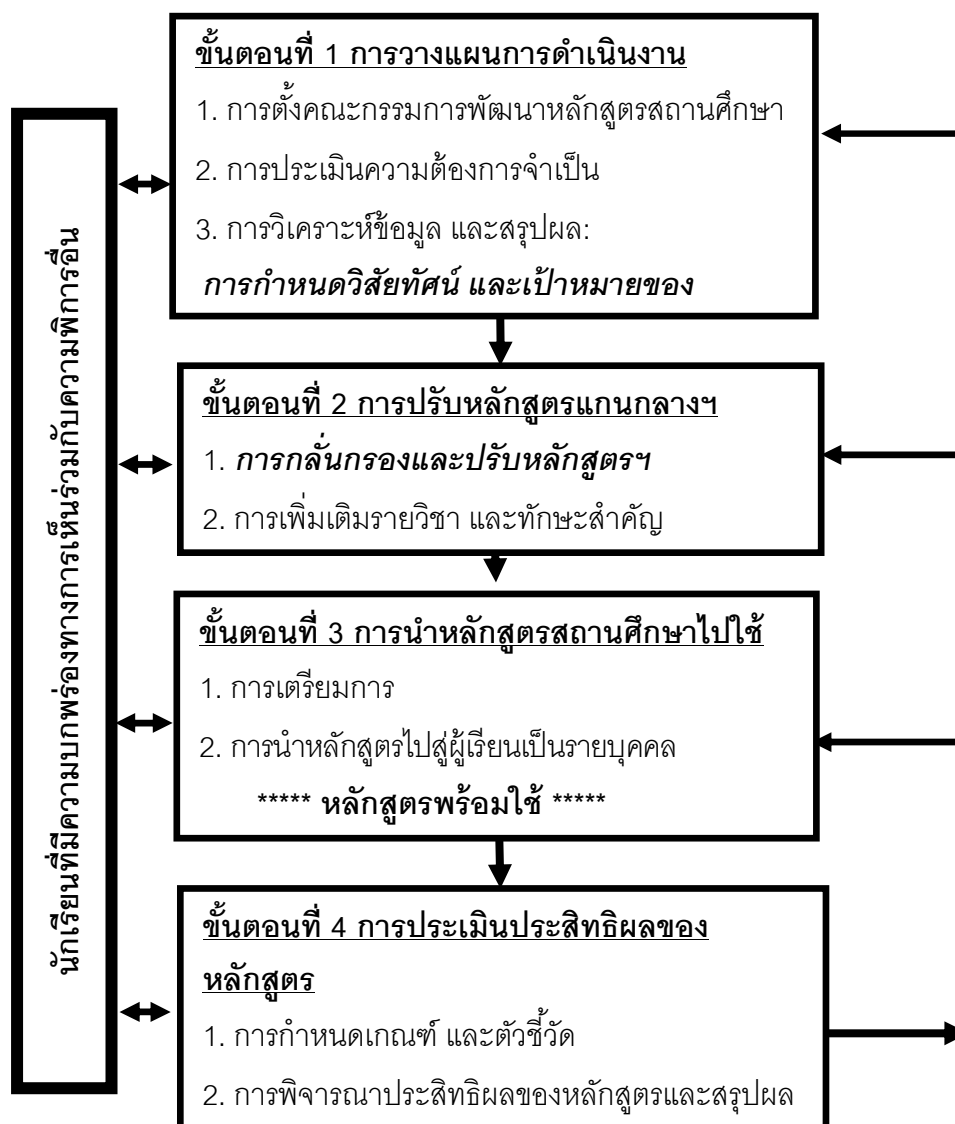 นักเรียนที่มีความบกพร่องทางการเห็นร่วมกับความพิการอื่น
ขั้นตอนที่ 1 การวางแผนการดำเนินงาน
1. การตั้งคณะกรรมการพัฒนาหลักสูตรสถานศึกษา
2. การประเมินความต้องการจำเป็น
3. การวิเคราะห์ข้อมูล และสรุปผล:
การกำหนดวิสัยทัศน์ และเป้าหมายของ
ขั้นตอนที่ 2 การปรับหลักสูตรแกนกลางฯ
1. การกลั่นกรองและปรับหลักสูตรฯ
2. การเพิ่มเติมรายวิชา และทักษะสำคัญ
ขั้นตอนที่ 3 การนำหลักสูตรสถานศึกษาไปใช้
1. การเตรียมการ
2. การนำหลักสูตรไปสู่ผู้เรียนเป็นรายบุคคล
***** หลักสูตรพร้อมใช้ *****
ขั้นตอนที่ 4 การประเมินประสิทธิผลของ
หลักสูตร
1. การกำหนดเกณฑ์ และตัวชี้วัด
2. การพิจารณาประสิทธิผลของหลักสูตรและสรุปผล